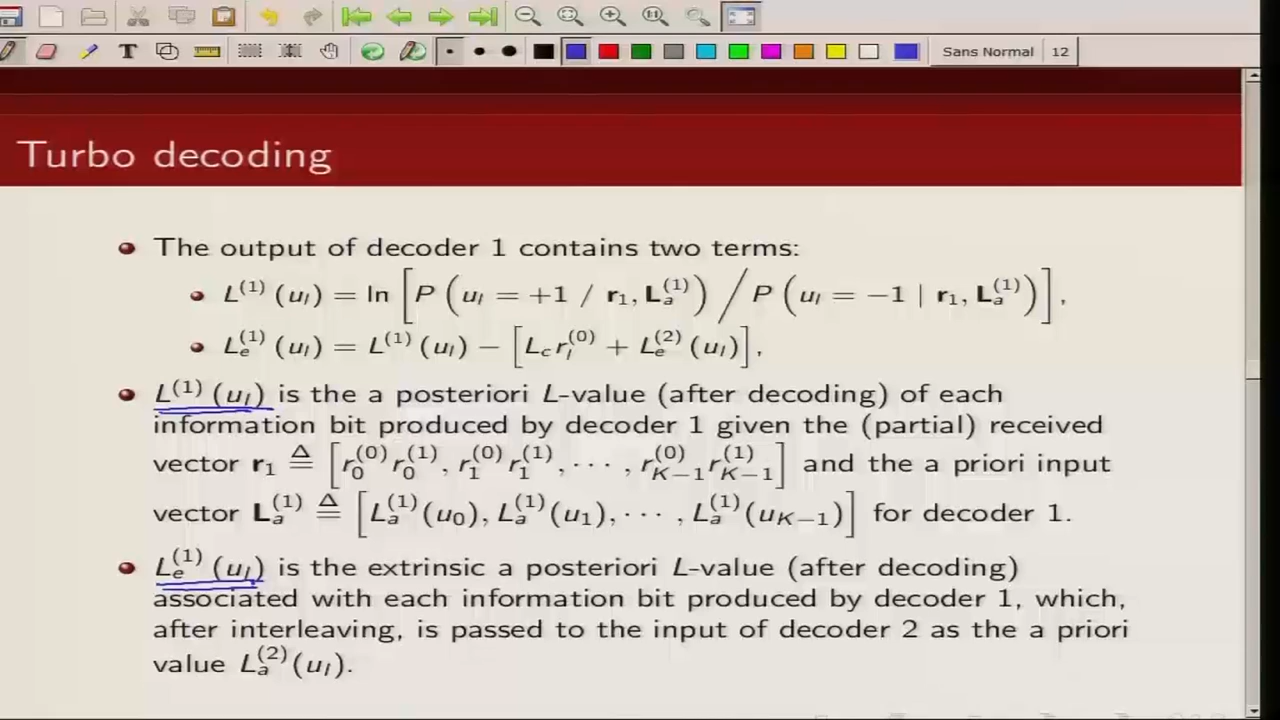 Sans Normal 12
Turbo decoding
The output of decoder 1 contains two terms:
L^(1) (u_l) = ln [ P ( u_l = +1 / r_1, L_a^(1) ) / P ( u_l = −1 | r_1, L_a^(1) ) ],
L_e^(1) (u_l) = L^(1) (u_l) − [ L_c r_l^(0) + L_e^(2) (u_l) ],
L^(1) (u_l) is the a posteriori L-value (after decoding) of each
information bit produced by decoder 1 given the (partial) received
vector r_1 ≜ [ r_0^(0) r_0^(1), r_1^(0) r_1^(1), · · · , r_{K−1}^(0) r_{K−1}^(1) ] and the a priori input
vector L_a^(1) ≜ [ L_a^(1)(u_0), L_a^(1)(u_1), · · · , L_a^(1)(u_{K−1}) ] for decoder 1.
L_e^(1) (u_l) is the extrinsic a posteriori L-value (after decoding)
associated with each information bit produced by decoder 1, which,
after interleaving, is passed to the input of decoder 2 as the a priori
value L_a^(2)(u_l).